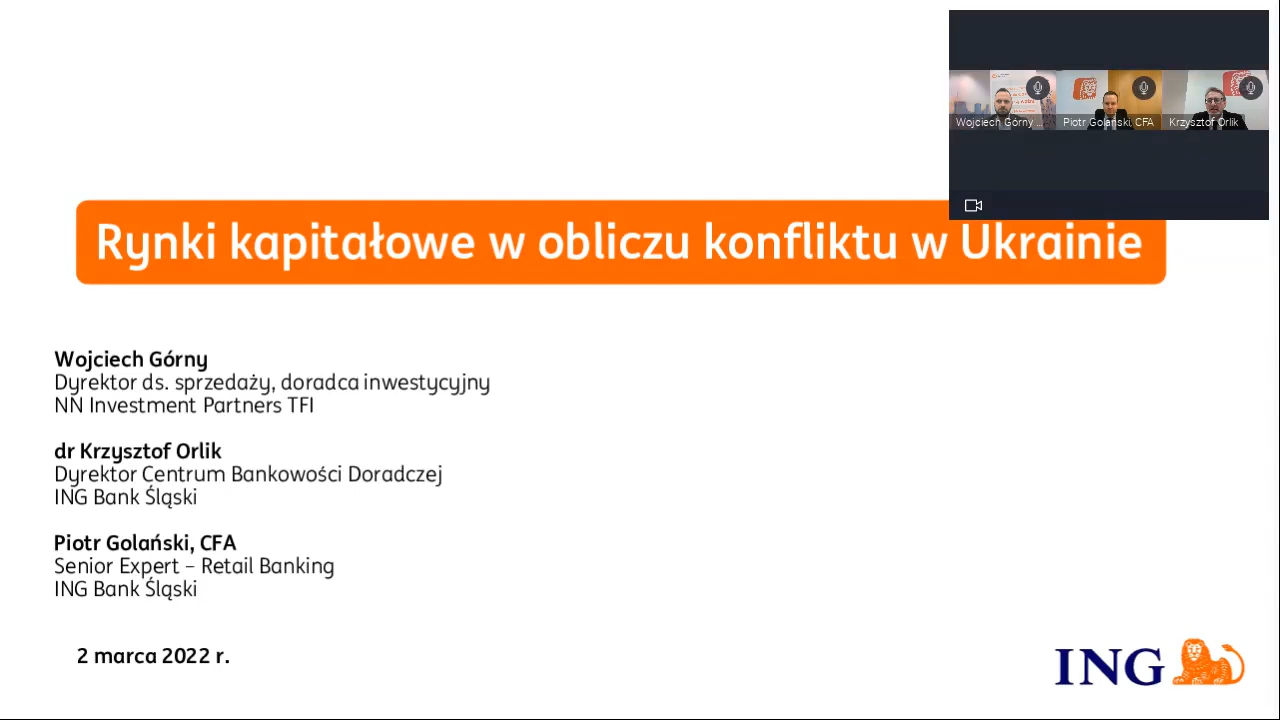 Wojciech Górny ...
Piotr Golański, CFA
Krzysztof Orlik
Rynki kapitałowe w obliczu konfliktu w Ukrainie
Wojciech Górny
Dyrektor ds. sprzedaży, doradca inwestycyjny
NN Investment Partners TFI
dr Krzysztof Orlik
Dyrektor Centrum Bankowości Doradczej
ING Bank Śląski
Piotr Golański, CFA
Senior Expert – Retail Banking
ING Bank Śląski
2 marca 2022 r.
ING